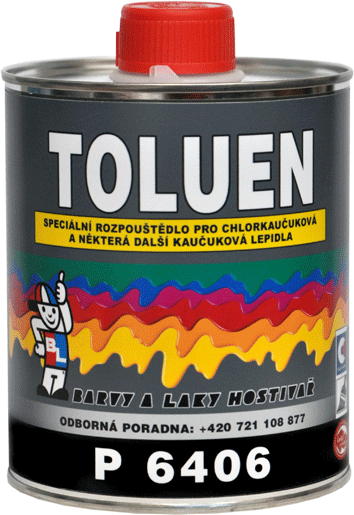 TOLUEN
SPECIÁLNÍ ROZPOUŠTĚDLO PRO CHLORKAUČUKOVÁ
A NĚKTERÁ DALŠÍ KAUČUKOVÁ LEPIDLA
B L
T
BARVY A LAKY HOSTIVAŘ
ODBORNÁ PORADNA: +420 721 108 877
P 6406